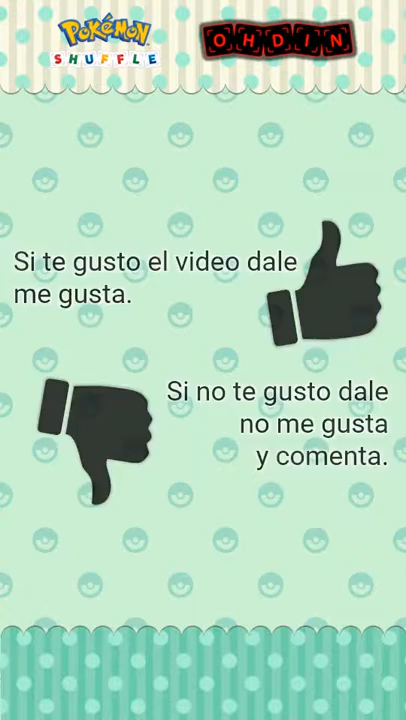 POKéMON
SHUFFLE
OHDIN
Si te gusto el video dale
me gusta.
Si no te gusto dale
no me gusta
y comenta.